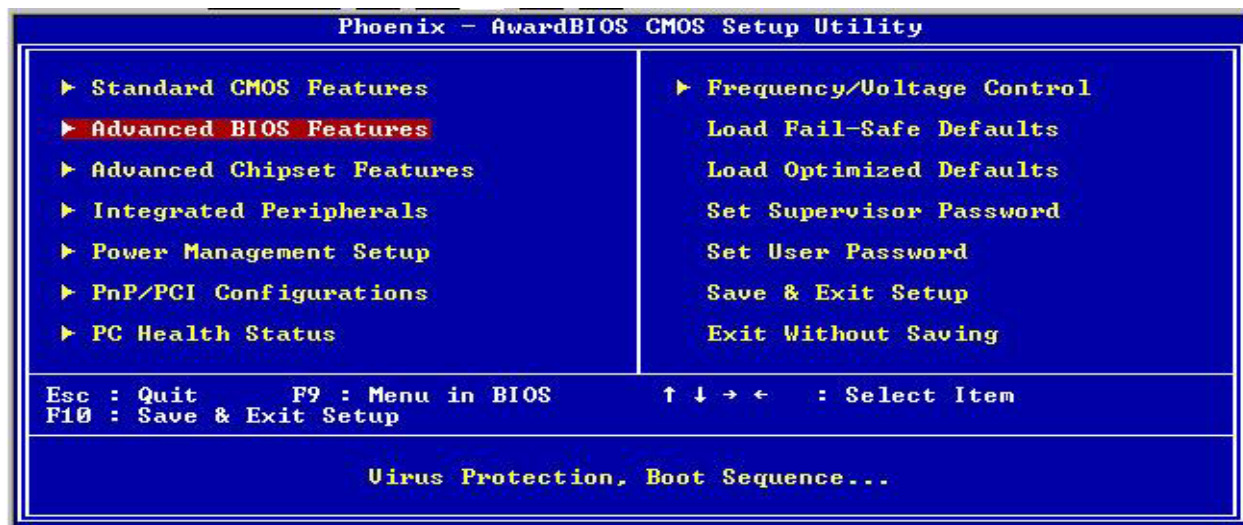 Phoenix - AwardBIOS CMOS Setup Utility
▶ Standard CMOS Features
▶ Advanced BIOS Features
▶ Advanced Chipset Features
▶ Integrated Peripherals
▶ Power Management Setup
▶ PnP/PCI Configurations
▶ PC Health Status
▶ Frequency/Voltage Control
Load Fail-Safe Defaults
Load Optimized Defaults
Set Supervisor Password
Set User Password
Save & Exit Setup
Exit Without Saving
Esc : Quit F9 : Menu in BIOS ↑ ↓ → ← : Select Item
F10 : Save & Exit Setup
Virus Protection, Boot Sequence...